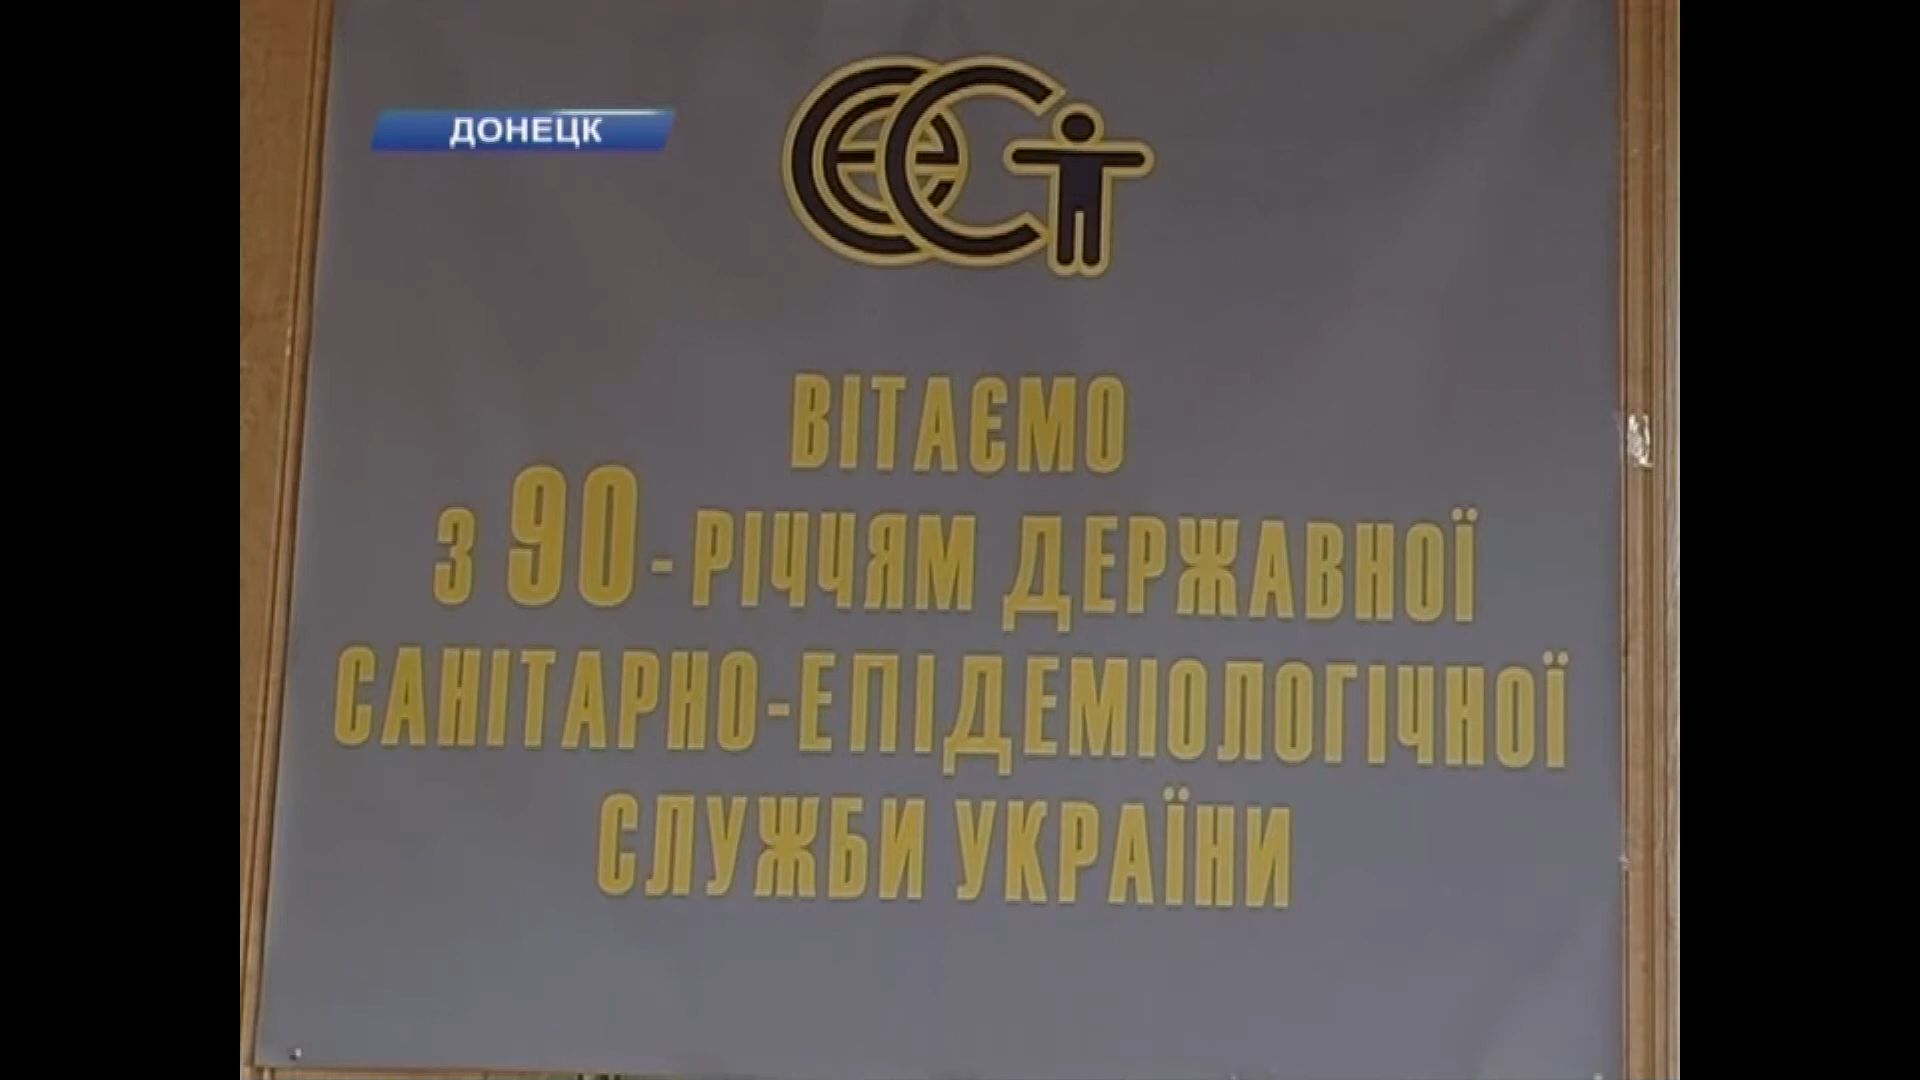 ДОНЕЦК
ВІТАЄМО
З 90-РІЧЧЯМ ДЕРЖАВНОЇ
САНІТАРНО-ЕПІДЕМІОЛОГІЧНОЇ
СЛУЖБИ УКРАЇНИ